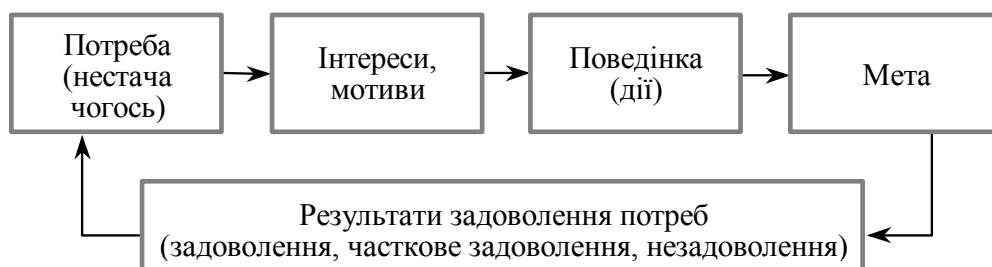 Потреба
(нестача
чогось)
Інтереси,
мотиви
Поведінка
(дії)
Мета
Результати задоволення потреб
(задоволення, часткове задоволення, незадоволення)